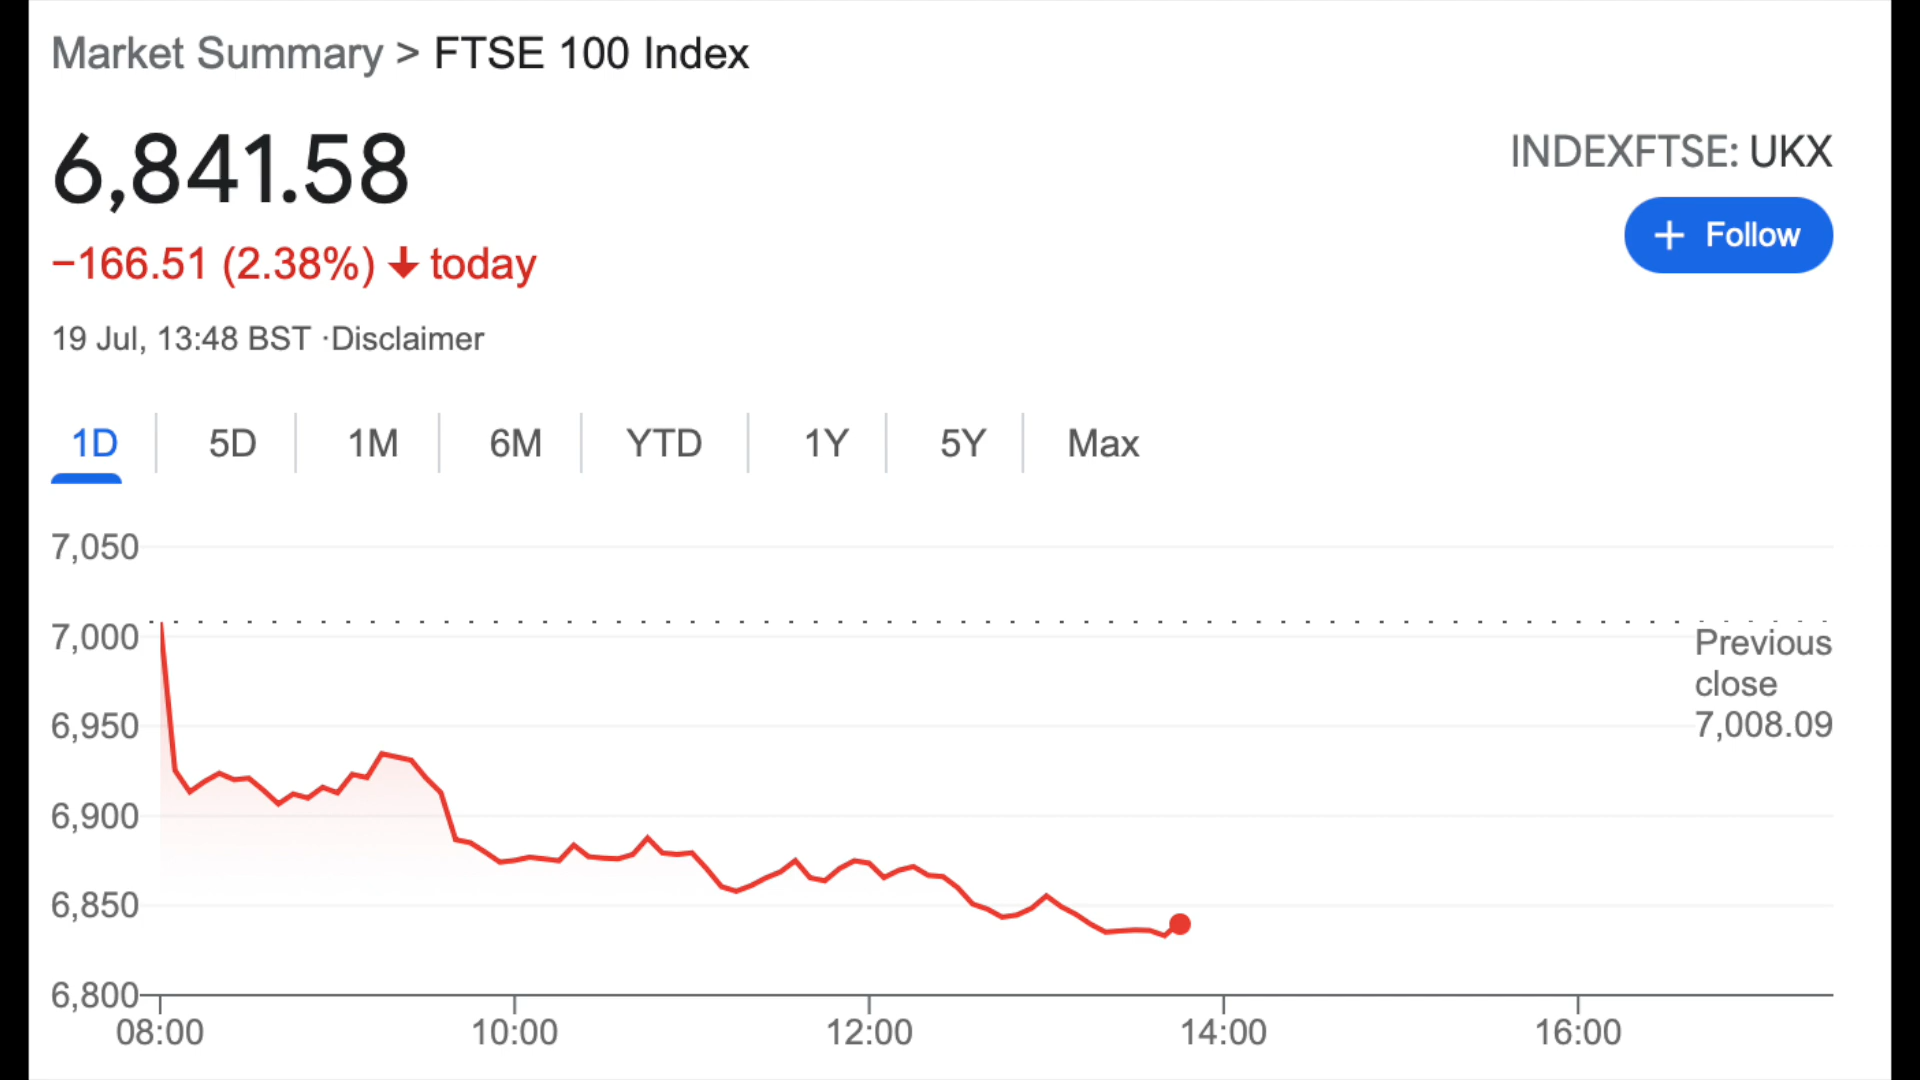 Market Summary > FTSE 100 Index
6,841.58
−166.51 (2.38%) ↓ today
19 Jul, 13:48 BST ·Disclaimer
INDEXFTSE: UKX
+ Follow
1D 5D 1M 6M YTD 1Y 5Y Max
7,050
7,000
6,950
6,900
6,850
6,800
Previous
close
7,008.09
08:00 10:00 12:00 14:00 16:00